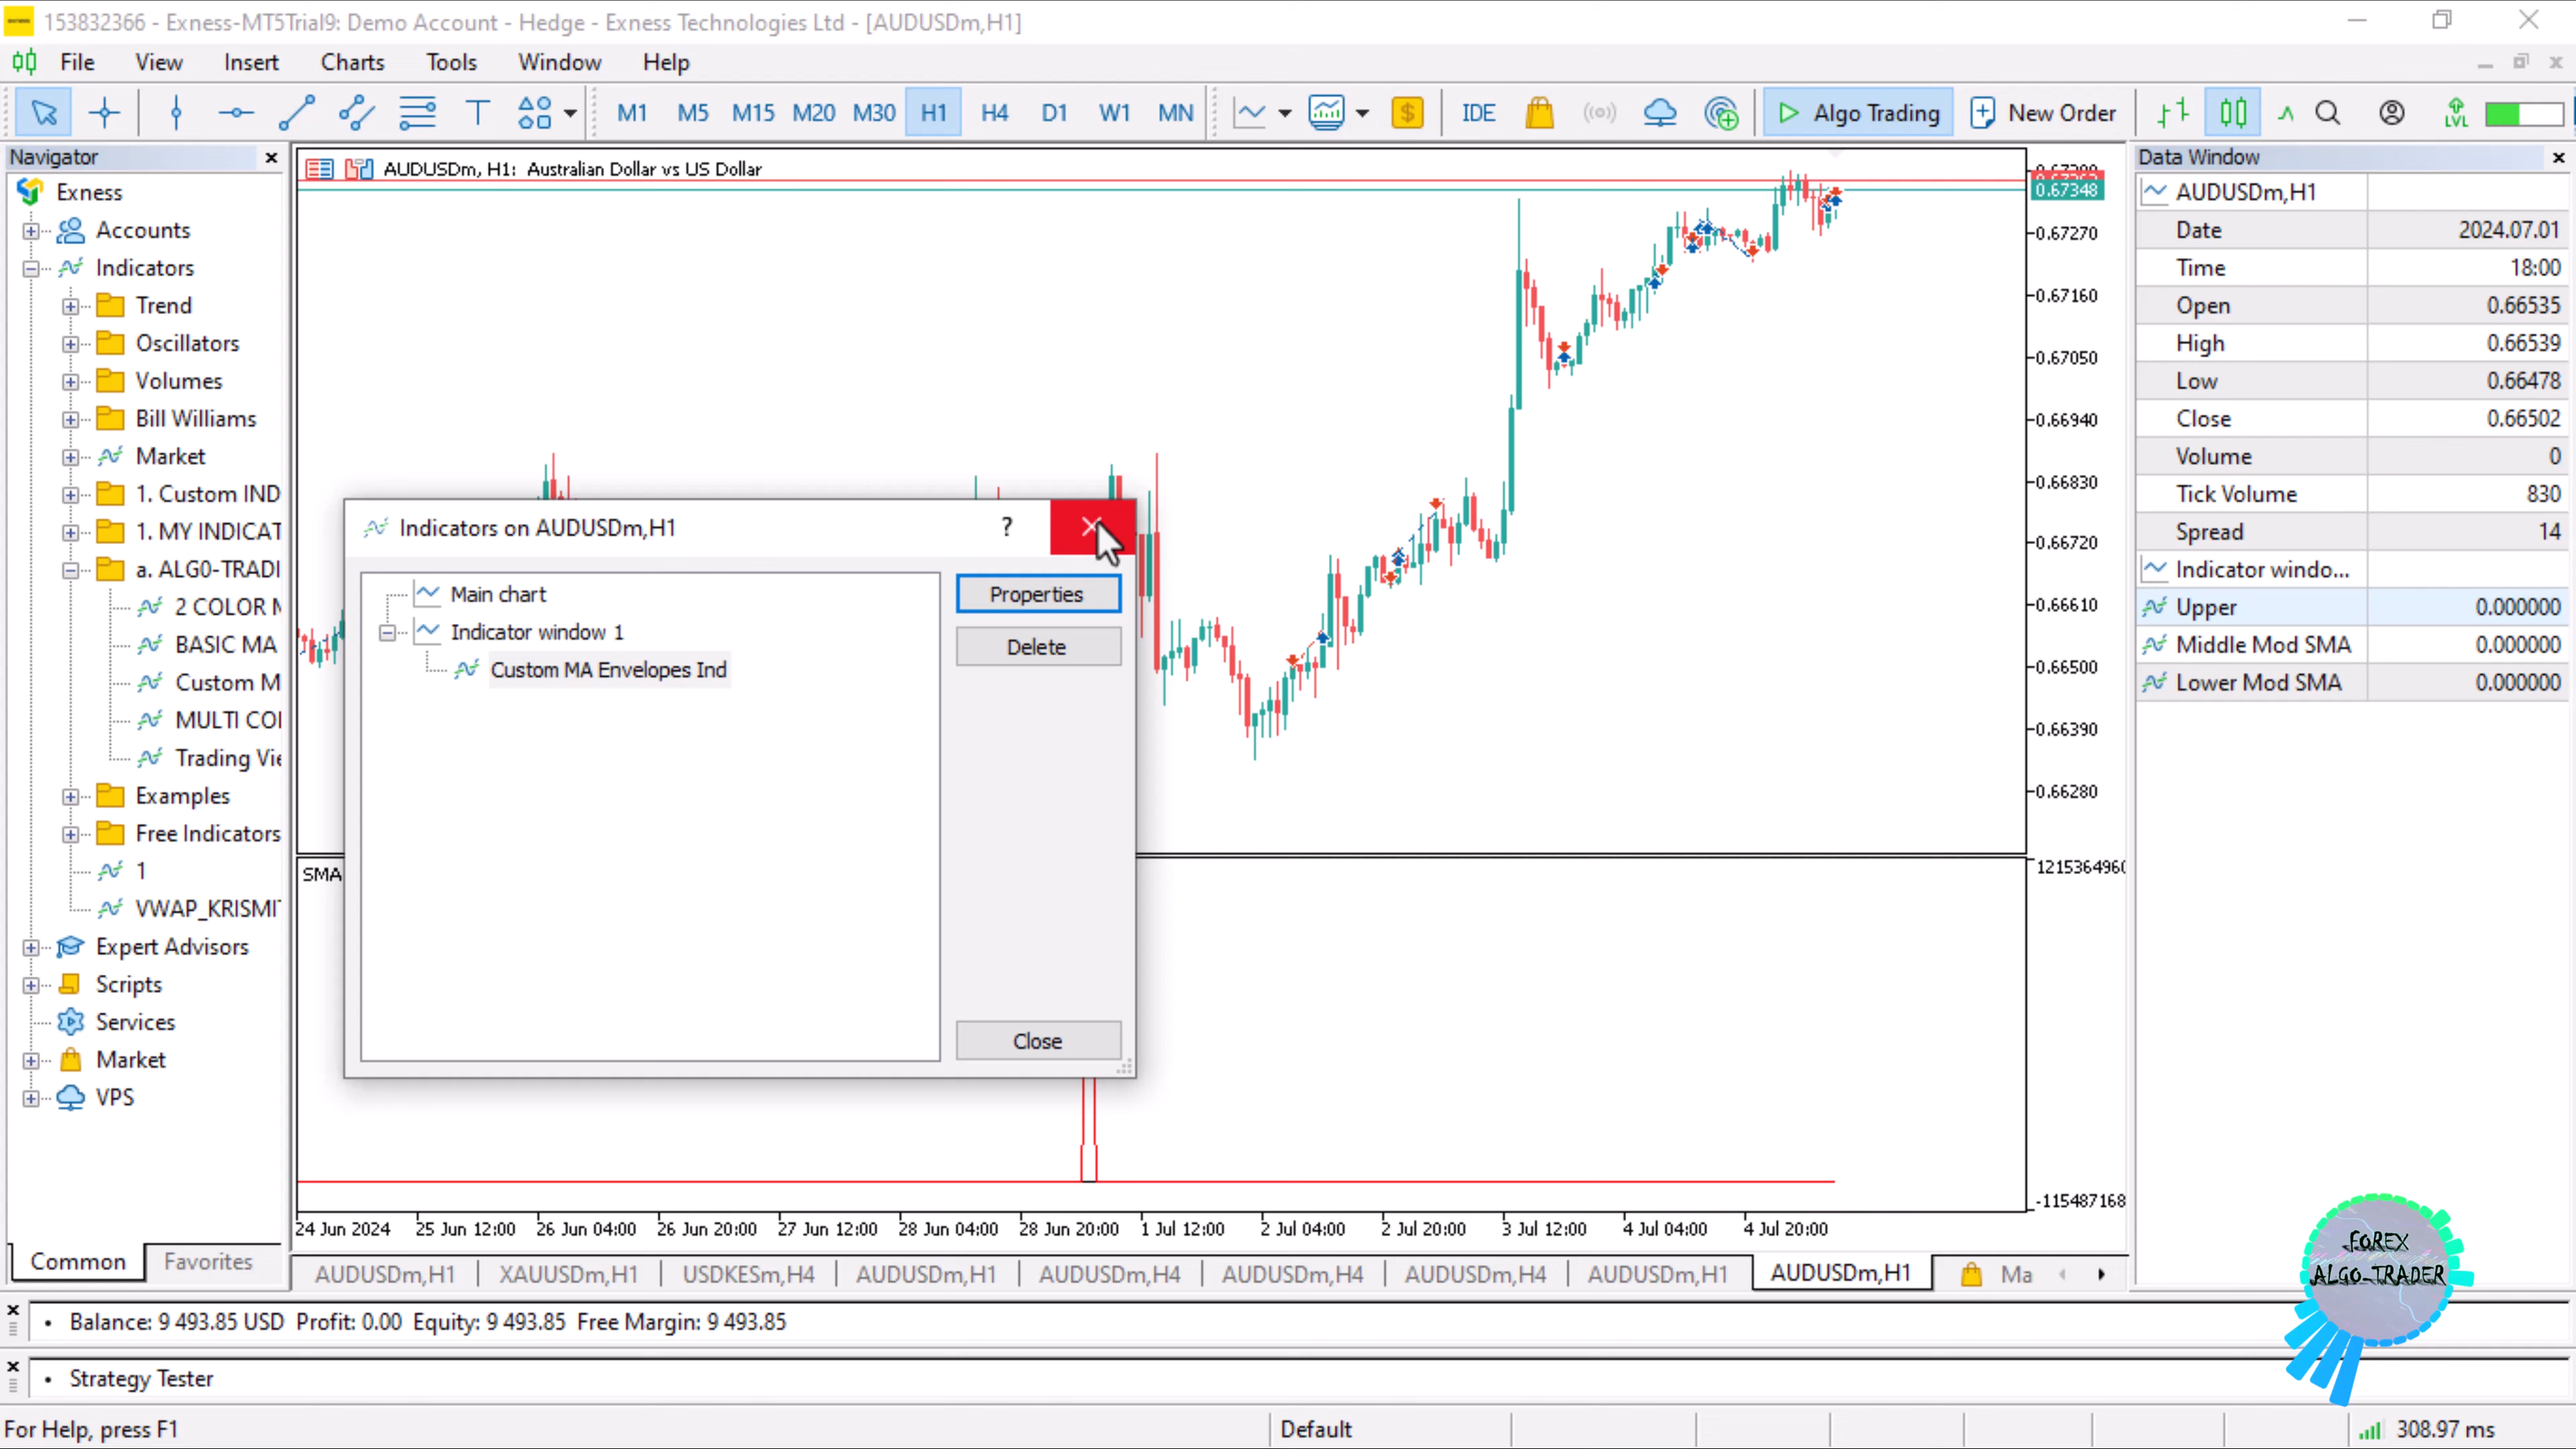 153832366 - Exness-MT5Trial9: Demo Account - Hedge - Exness Technologies Ltd - [AUDUSDm,H1]
File View Insert Charts Tools Window Help
M1 M5 M15 M20 M30 H1 H4 D1 W1 MN IDE Algo Trading New Order LVL
Navigator
Exness
Accounts
Indicators
Trend
Oscillators
Volumes
Bill Williams
Market
1. Custom IND
1. MY INDICAT
a. ALG0-TRADI
2 COLOR M
BASIC MA
Custom M
MULTI COI
Trading Vie
Examples
Free Indicators
1
VWAP_KRISMI
Expert Advisors
Scripts
Services
Market
VPS
Common Favorites
AUDUSDm, H1: Australian Dollar vs US Dollar
0.67348
0.67270
0.67160
0.67050
0.66940
0.66830
0.66720
0.66610
0.66500
0.66390
0.66280
Indicators on AUDUSDm,H1 ?
Main chart
Indicator window 1
Custom MA Envelopes Ind
Properties
Delete
Close
SMA
1215364960
-115487168
24 Jun 2024 25 Jun 12:00 26 Jun 04:00 26 Jun 20:00 27 Jun 12:00 28 Jun 04:00 28 Jun 20:00 1 Jul 12:00 2 Jul 04:00 2 Jul 20:00 3 Jul 12:00 4 Jul 04:00 4 Jul 20:00
AUDUSDm,H1 XAUUSDm,H1 USDKESm,H4 AUDUSDm,H1 AUDUSDm,H4 AUDUSDm,H4 AUDUSDm,H4 AUDUSDm,H1 AUDUSDm,H1 Ma
Data Window
AUDUSDm,H1
Date 2024.07.01
Time 18:00
Open 0.66535
High 0.66539
Low 0.66478
Close 0.66502
Volume 0
Tick Volume 830
Spread 14
Indicator windo...
Upper 0.000000
Middle Mod SMA 0.000000
Lower Mod SMA 0.000000
FOREX
ALGO-TRADER
Balance: 9 493.85 USD Profit: 0.00 Equity: 9 493.85 Free Margin: 9 493.85
Strategy Tester
For Help, press F1 Default 308.97 ms